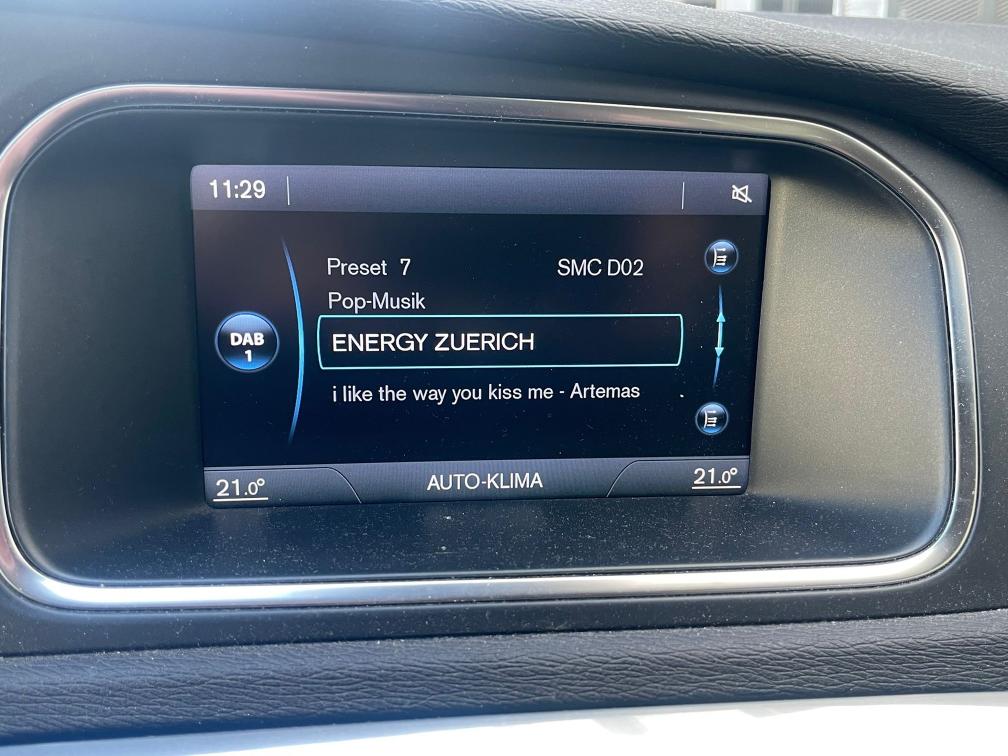 11:29
Preset 7 SMC D02
Pop-Musik
DAB
1
ENERGY ZUERICH
i like the way you kiss me - Artemas
21.0° AUTO-KLIMA 21.0°